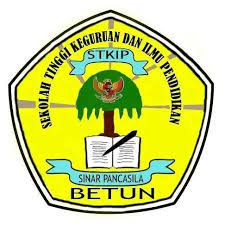 SEKOLAH TINGGI KEGURUAN DAN ILMU PENDIDIKAN
STKIP
SINAR PANCASILA
BETUN